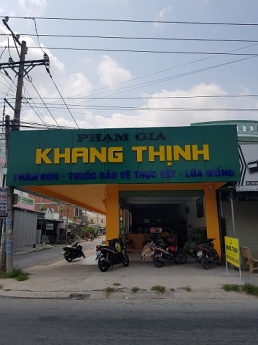 PHẠM GIA
KHANG THỊNH
PHÂN BÓN - THUỐC BẢO VỆ THỰC VẬT - LÚA GIỐNG